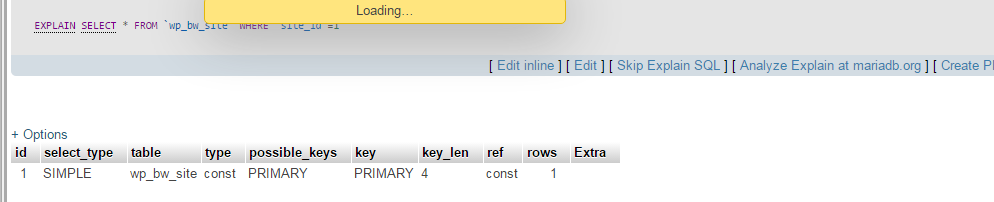 Loading...
EXPLAIN SELECT * FROM `wp_bw_site` WHERE `site_id`=1
[ Edit inline ] [ Edit ] [ Skip Explain SQL ] [ Analyze Explain at mariadb.org ] [ Create P
+ Options
id select_type table type possible_keys key key_len ref rows Extra
1 SIMPLE wp_bw_site const PRIMARY PRIMARY 4 const 1